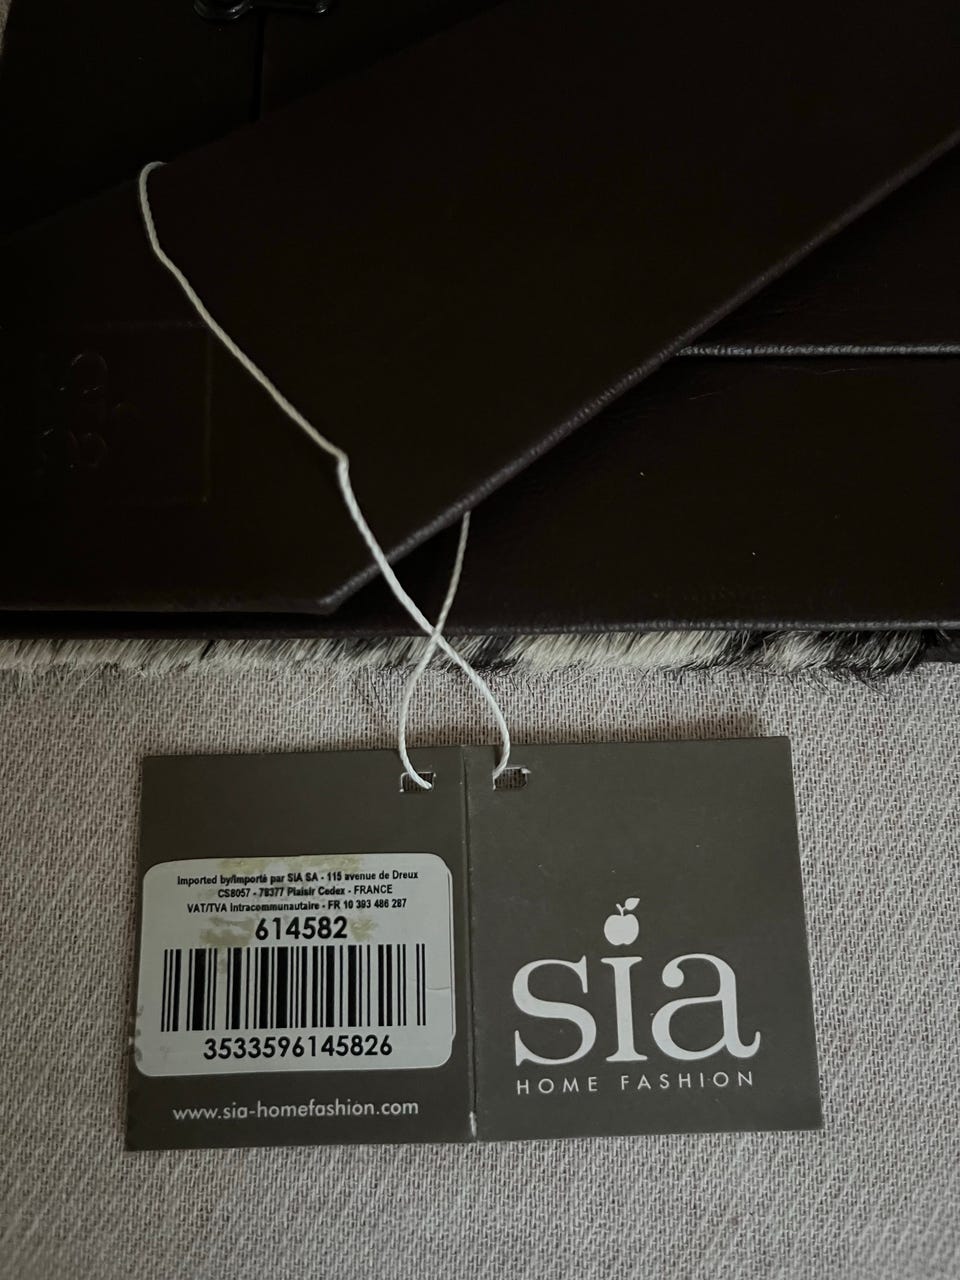 Imported by/Importé par SIA SA - 115 avenue de Dreux
CS8057 - 78377 Plaisir Cedex - FRANCE
VAT/TVA Intracommunautaire - FR 10 393 486 287
614582
3533596145826
www.sia-homefashion.com
sia
HOME FASHION